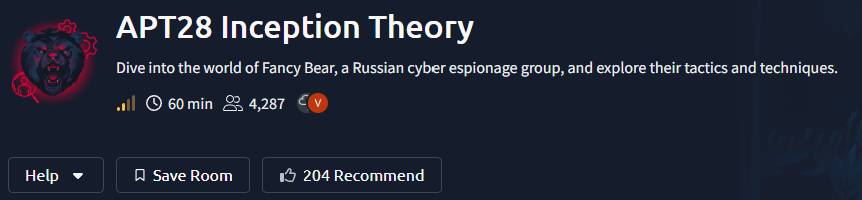 APT28 Inception Theory
Dive into the world of Fancy Bear, a Russian cyber espionage group, and explore their tactics and techniques.
60 min 4,287 V
Help Save Room 204 Recommend